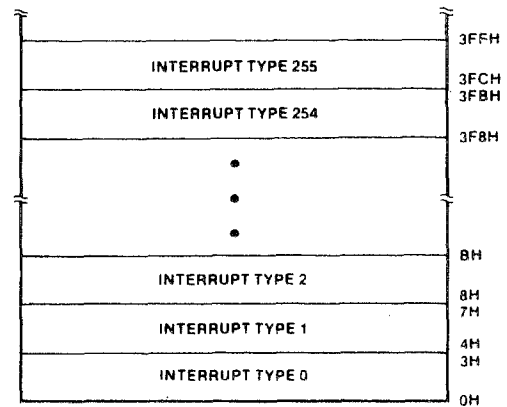 3FFH
INTERRUPT TYPE 255
3FCH
3FBH
INTERRUPT TYPE 254
3F8H
BH
INTERRUPT TYPE 2
8H
7H
INTERRUPT TYPE 1
4H
3H
INTERRUPT TYPE 0
0H